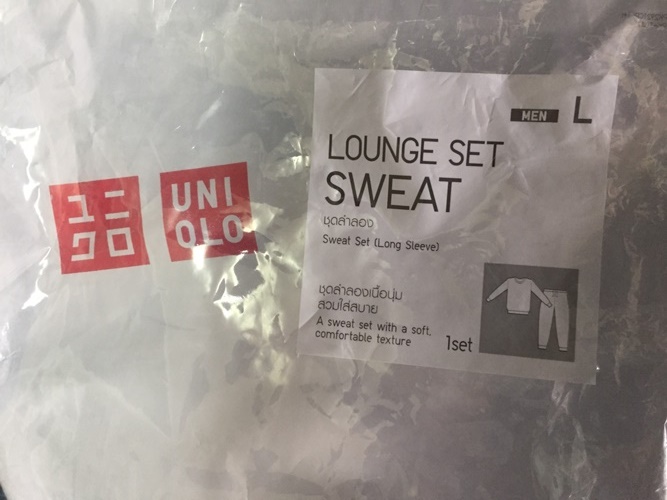 ユニ
クロ
UNI
QLO
MEN L
LOUNGE SET
SWEAT
ชุดลำลอง
Sweat Set (Long Sleeve)
ชุดลำลองเนื้อนุ่ม
สวมใส่สบาย
A sweat set with a soft,
comfortable texture
1set